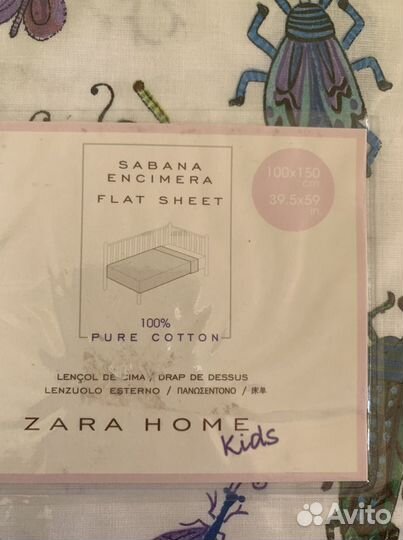 SABANA
ENCIMERA
FLAT SHEET
100x150
cm
39.5x59
in.
100%
PURE COTTON
LENÇOL DE CIMA / DRAP DE DESSUS
LENZUOLO ESTERNO / ΠΑΝΩΣΕΝΤΟΝΟ / 床单
ZARA HOME
Kids
Avito